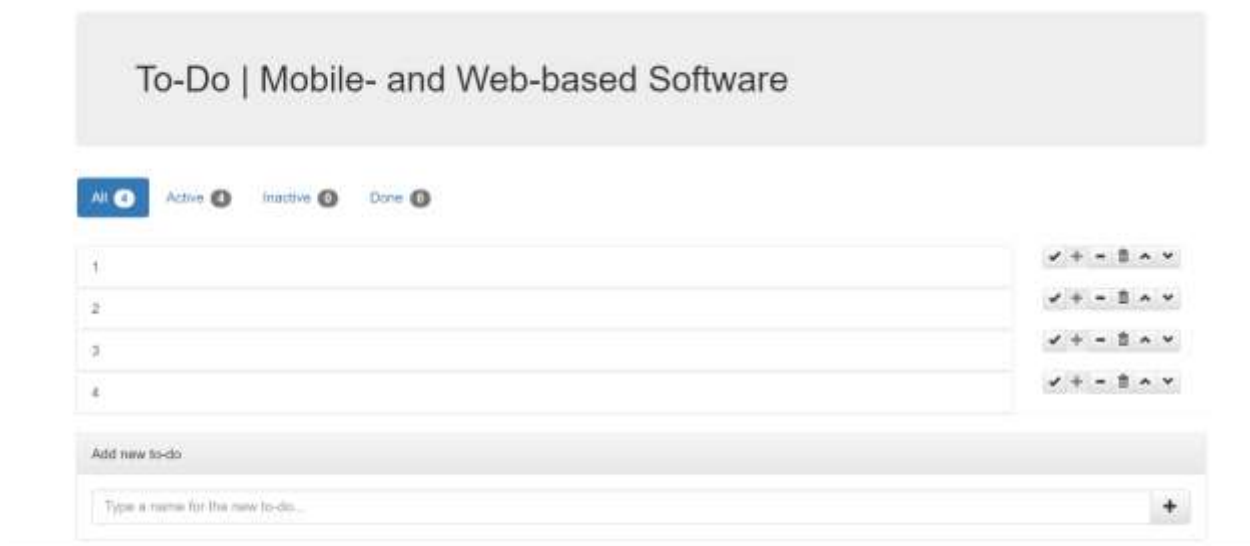 To-Do | Mobile- and Web-based Software
All 4 Active 4 Inactive 0 Done 0
1
2
3
4
Add new to-do
Type a name for the new to-do...